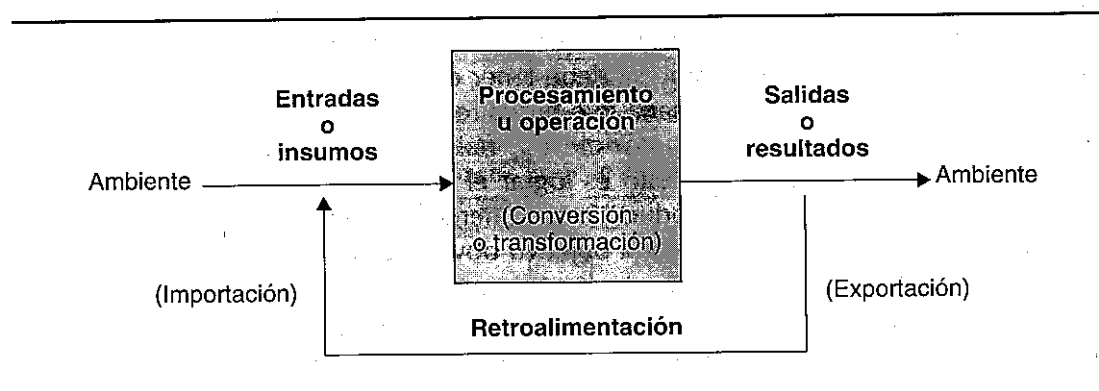 Entradas
o
insumos
Procesamiento
u operación
(Conversión
o transformación)
Salidas
o
resultados
Ambiente
Ambiente
(Importación)
(Exportación)
Retroalimentación